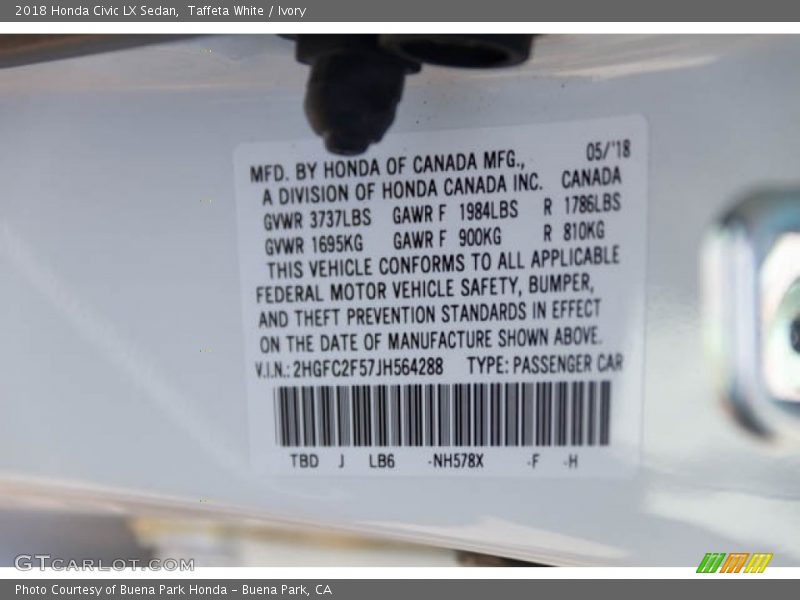 2018 Honda Civic LX Sedan, Taffeta White / Ivory
05/'18
MFD. BY HONDA OF CANADA MFG.,
A DIVISION OF HONDA CANADA INC. CANADA
GVWR 3737LBS GAWR F 1984LBS R 1786LBS
GVWR 1695KG GAWR F 900KG R 810KG
THIS VEHICLE CONFORMS TO ALL APPLICABLE
FEDERAL MOTOR VEHICLE SAFETY, BUMPER,
AND THEFT PREVENTION STANDARDS IN EFFECT
ON THE DATE OF MANUFACTURE SHOWN ABOVE.
V.I.N.: 2HGFC2F57JH564288 TYPE: PASSENGER CAR
TBD J LB6 -NH578X -F -H
GTCARLOT.COM
Photo Courtesy of Buena Park Honda - Buena Park, CA